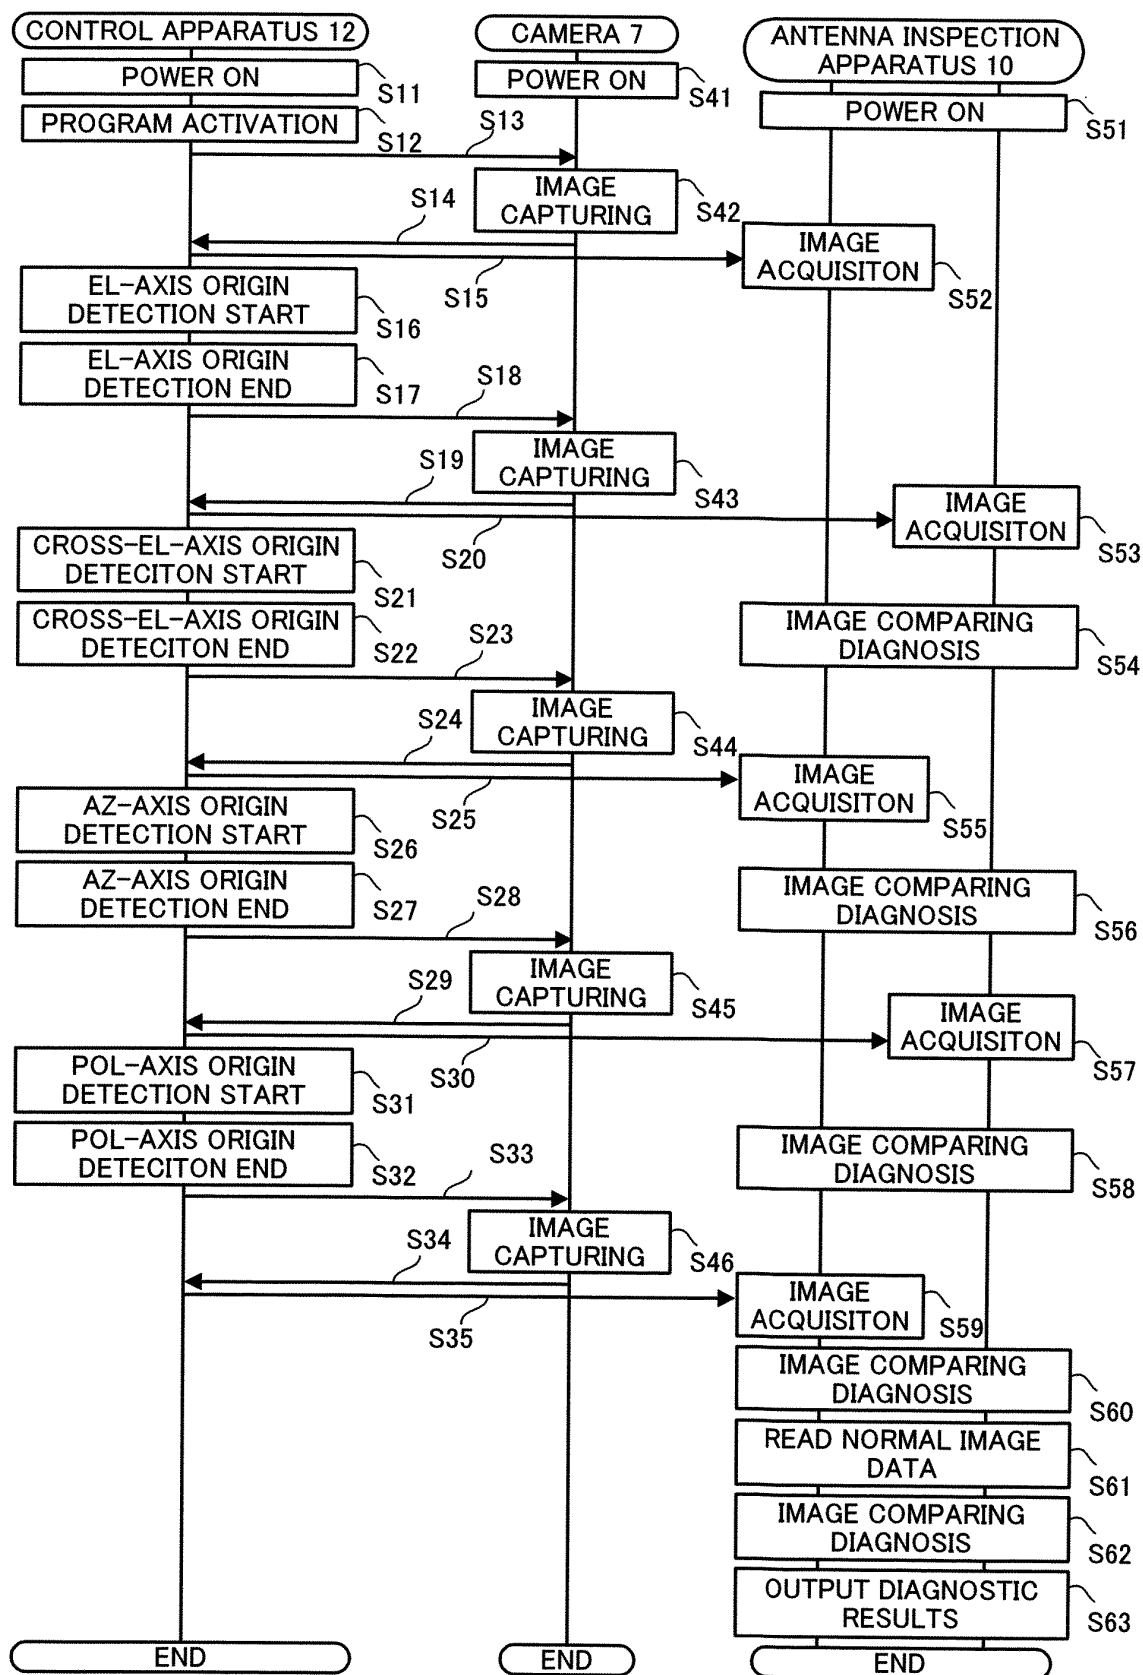 CONTROL APPARATUS 12
CAMERA 7
ANTENNA INSPECTION
APPARATUS 10
POWER ON
S11
POWER ON
S41
POWER ON
S51
PROGRAM ACTIVATION
S12
S13
IMAGE
CAPTURING
S42
S14
IMAGE
ACQUISITON
S52
S15
EL-AXIS ORIGIN
DETECTION START
S16
EL-AXIS ORIGIN
DETECTION END
S17
S18
IMAGE
CAPTURING
S43
S19
IMAGE
ACQUISITON
S53
S20
CROSS-EL-AXIS ORIGIN
DETECITON START
S21
CROSS-EL-AXIS ORIGIN
DETECITON END
S22
S23
IMAGE COMPARING
DIAGNOSIS
S54
IMAGE
CAPTURING
S44
S24
IMAGE
ACQUISITON
S55
S25
AZ-AXIS ORIGIN
DETECTION START
S26
AZ-AXIS ORIGIN
DETECTION END
S27
S28
IMAGE COMPARING
DIAGNOSIS
S56
IMAGE
CAPTURING
S45
S29
IMAGE
ACQUISITON
S57
S30
POL-AXIS ORIGIN
DETECTION START
S31
POL-AXIS ORIGIN
DETECITON END
S32
S33
IMAGE COMPARING
DIAGNOSIS
S58
IMAGE
CAPTURING
S46
S34
IMAGE
ACQUISITON
S59
S35
IMAGE COMPARING
DIAGNOSIS
S60
READ NORMAL IMAGE
DATA
S61
IMAGE COMPARING
DIAGNOSIS
S62
OUTPUT DIAGNOSTIC
RESULTS
S63
END
END
END